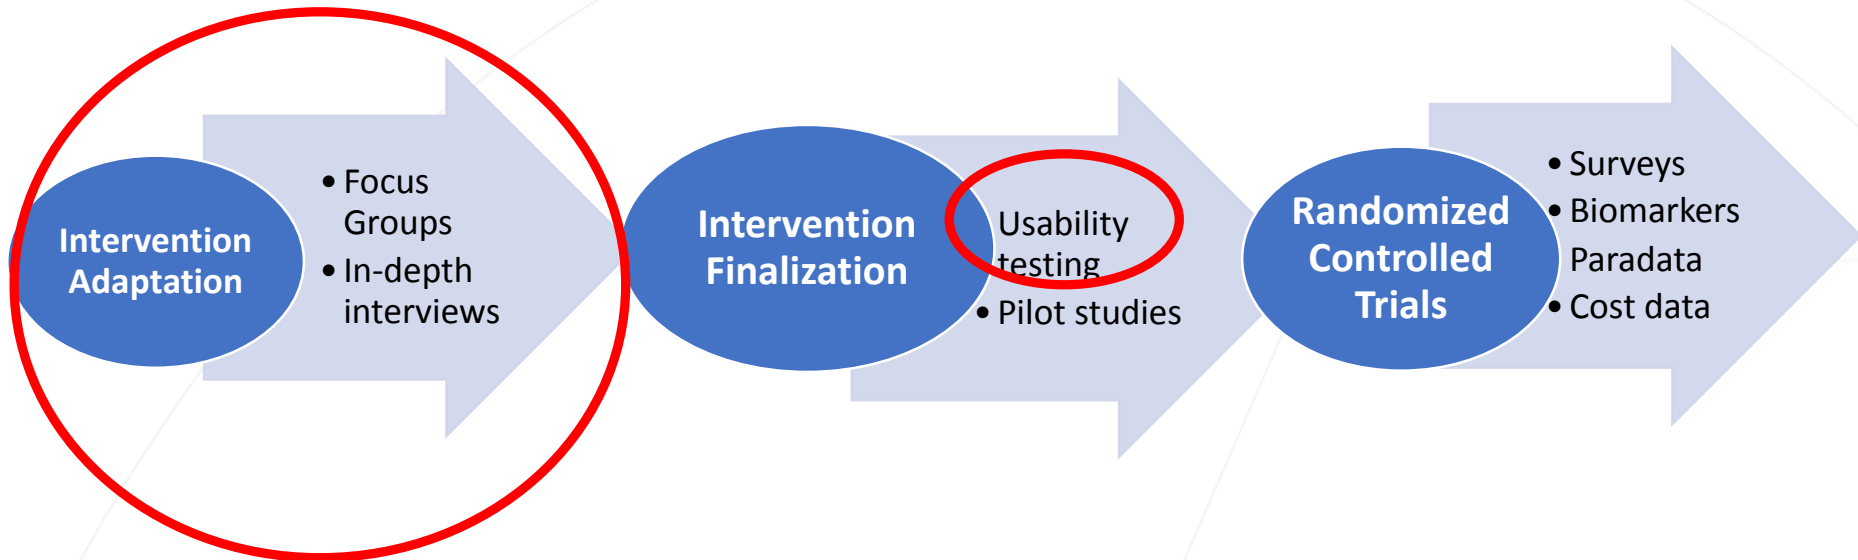 Intervention
Adaptation
• Focus
Groups
• In-depth
interviews
Intervention
Finalization
Usability
testing
• Pilot studies
Randomized
Controlled
Trials
• Surveys
• Biomarkers
Paradata
• Cost data